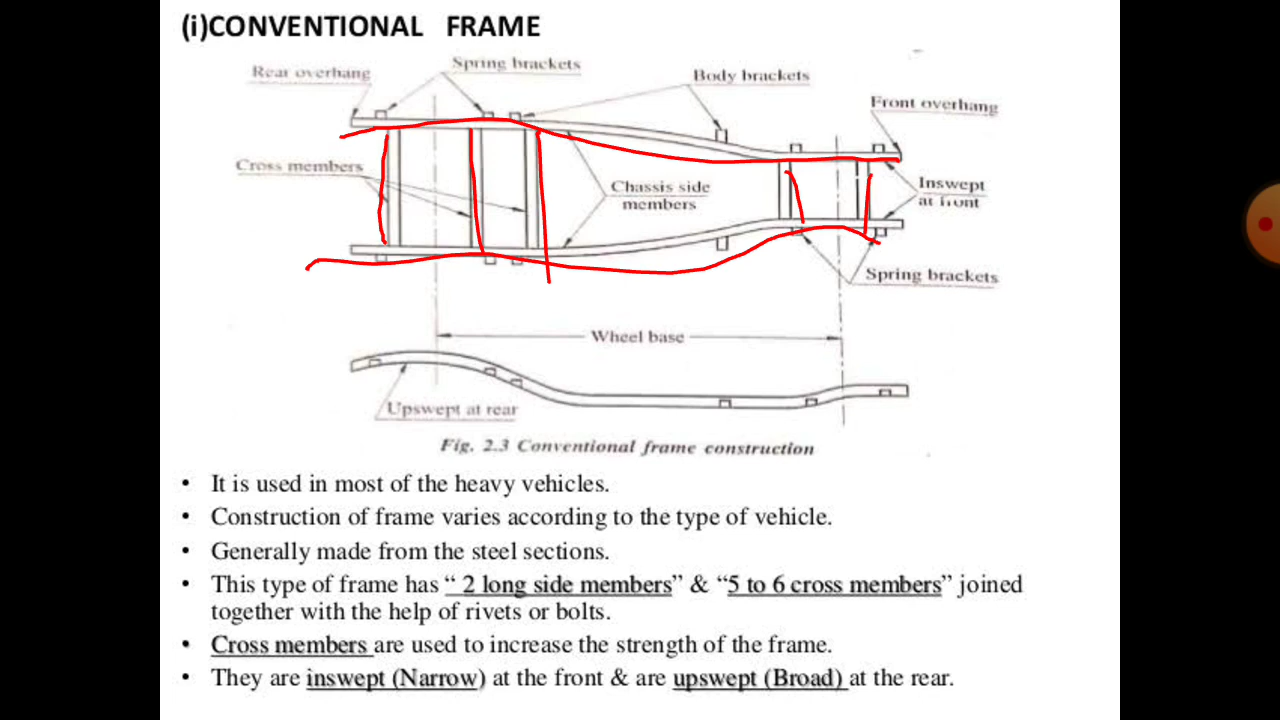 (i)CONVENTIONAL FRAME
Spring brackets
Rear overhang
Body brackets
Front overhang
Cross members
Chassis side
members
Inswept
at front
Spring brackets
Wheel base
Upswept at rear
Fig. 2.3 Conventional frame construction
• It is used in most of the heavy vehicles.
• Construction of frame varies according to the type of vehicle.
• Generally made from the steel sections.
• This type of frame has “ 2 long side members” & “5 to 6 cross members” joined
together with the help of rivets or bolts.
• Cross members are used to increase the strength of the frame.
• They are inswept (Narrow) at the front & are upswept (Broad) at the rear.